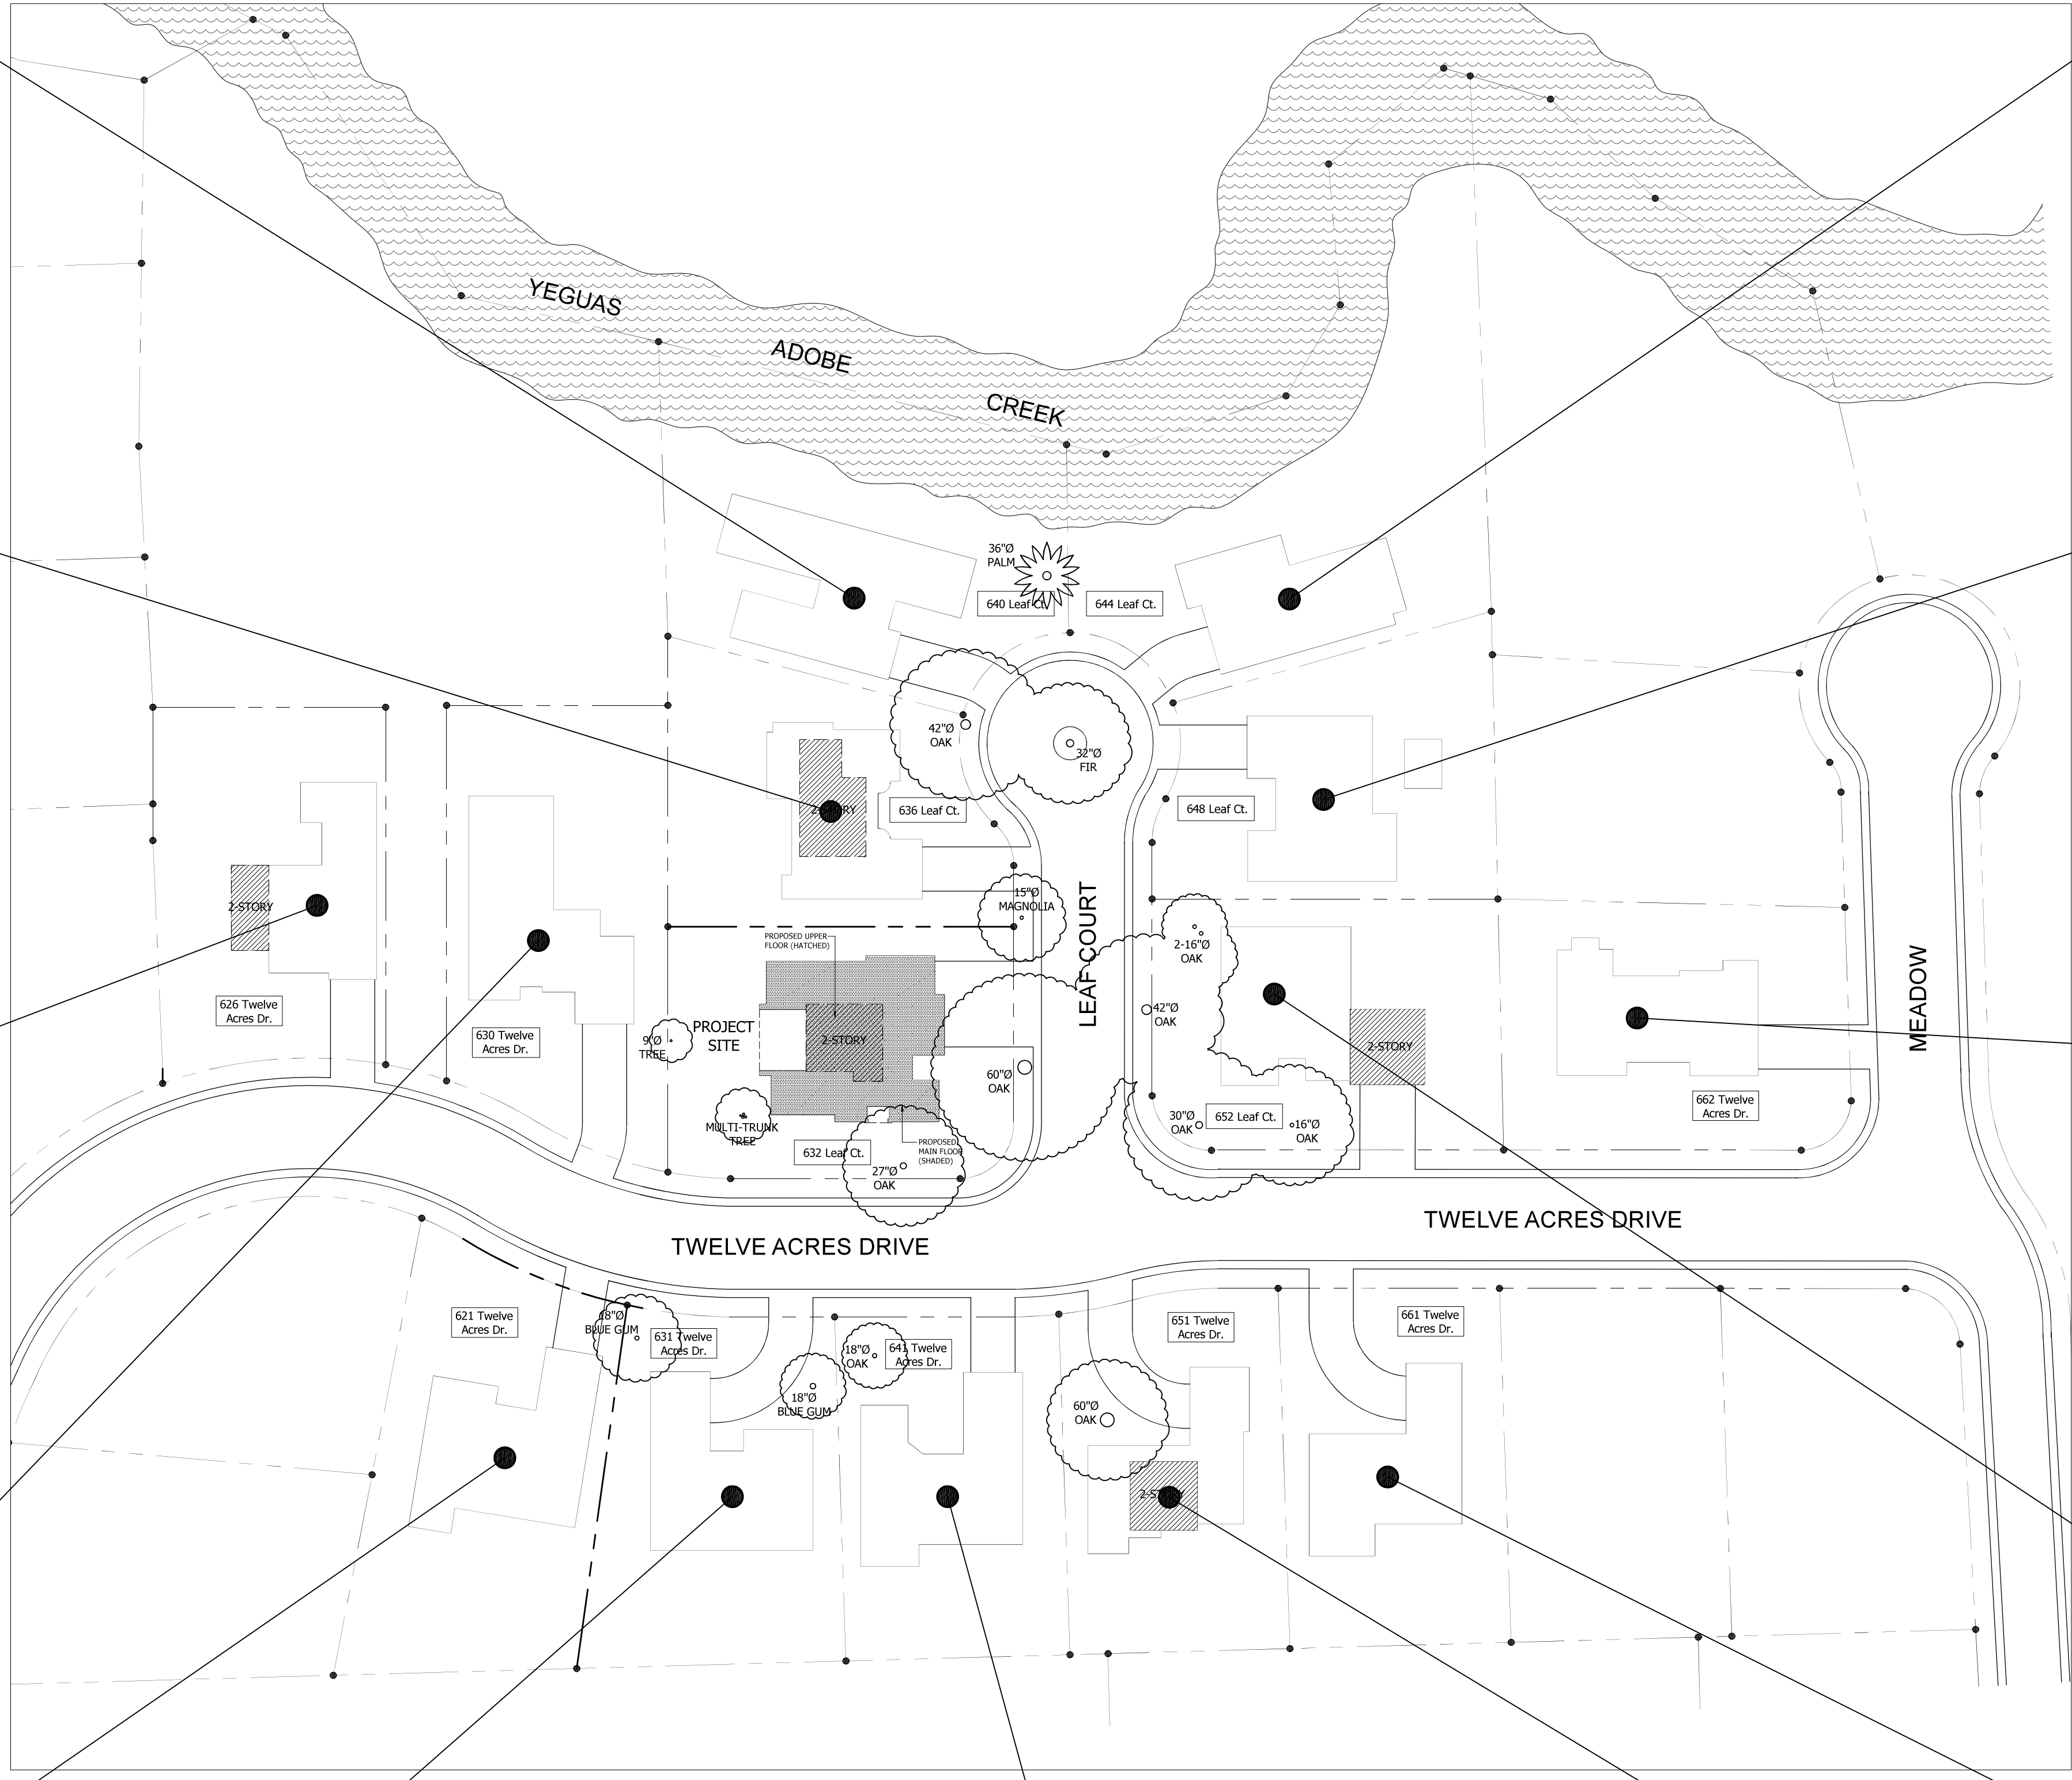 YEGUAS
ADOBE
CREEK
36"Ø
PALM
640 Leaf Ct.
644 Leaf Ct.
42"Ø
OAK
32"Ø
FIR
2-STORY
636 Leaf Ct.
648 Leaf Ct.
15"Ø
MAGNOLIA
LEAF COURT
2-STORY
PROPOSED UPPER
FLOOR (HATCHED)
2-16"Ø
OAK
MEADOW
626 Twelve
Acres Dr.
630 Twelve
Acres Dr.
9"Ø
TREE
PROJECT
SITE
2-STORY
42"Ø
OAK
2-STORY
60"Ø
OAK
662 Twelve
Acres Dr.
MULTI-TRUNK
TREE
632 Leaf Ct.
PROPOSED
MAIN FLOOR
(SHADED)
27"Ø
OAK
30"Ø
OAK
652 Leaf Ct.
16"Ø
OAK
TWELVE ACRES DRIVE
TWELVE ACRES DRIVE
621 Twelve
Acres Dr.
18"Ø
BLUE GUM
631 Twelve
Acres Dr.
18"Ø
OAK
641 Twelve
Acres Dr.
651 Twelve
Acres Dr.
661 Twelve
Acres Dr.
18"Ø
BLUE GUM
60"Ø
OAK
2-STORY